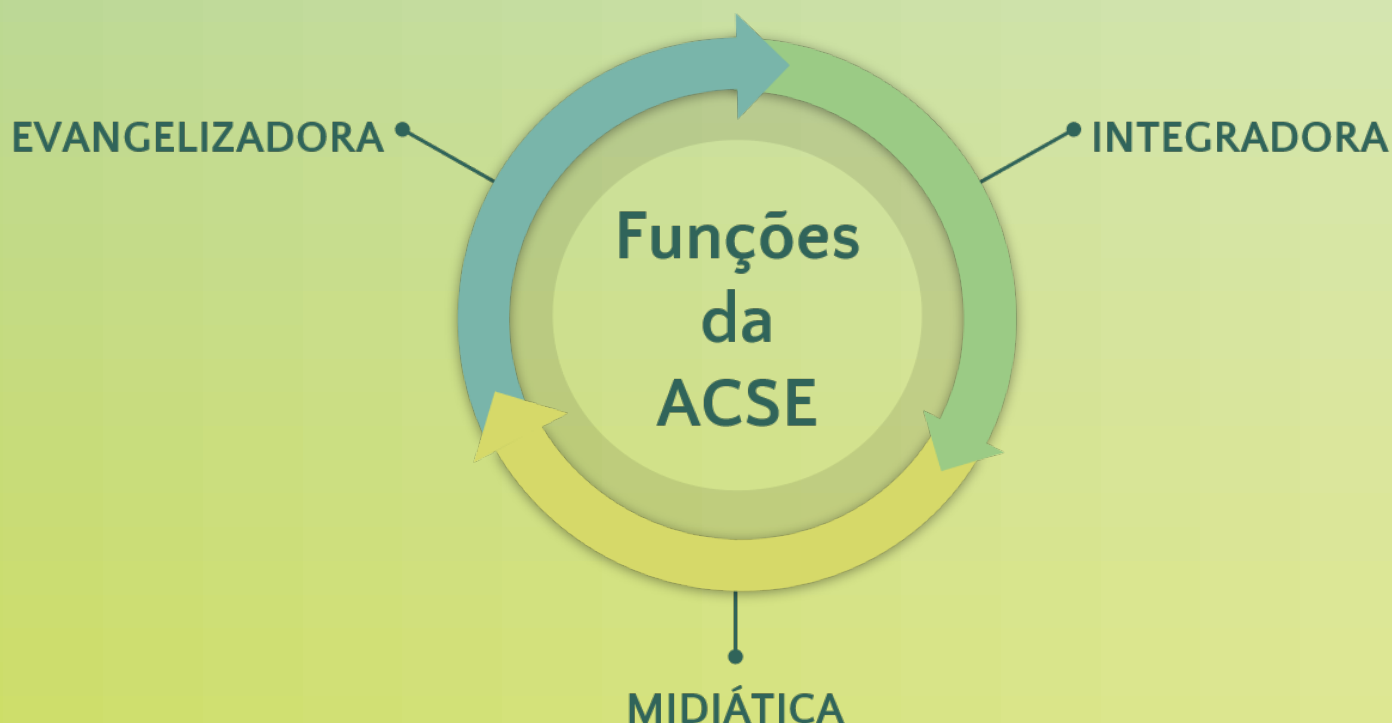 EVANGELIZADORA
INTEGRADORA
Funções
da
ACSE
MIDIÁTICA